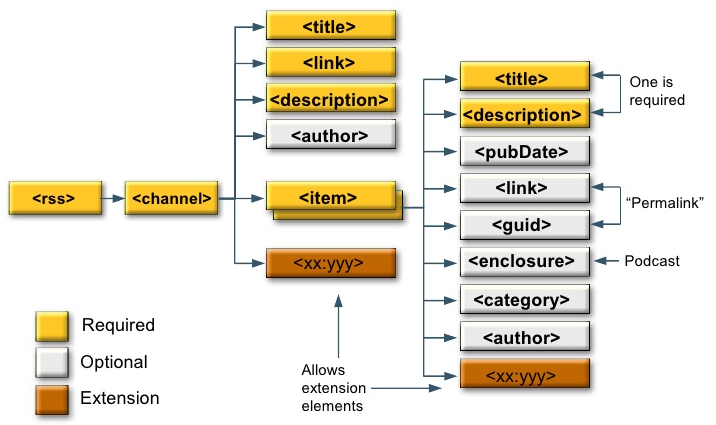 <title>
<link>
<description>
<author>
<rss>
<channel>
<item>
<xx:yyy>
<title>
<description>
<pubDate>
<link>
<guid>
<enclosure>
<category>
<author>
<xx:yyy>
One is
required
“Permalink”
Podcast
Required
Optional
Extension
Allows
extension
elements